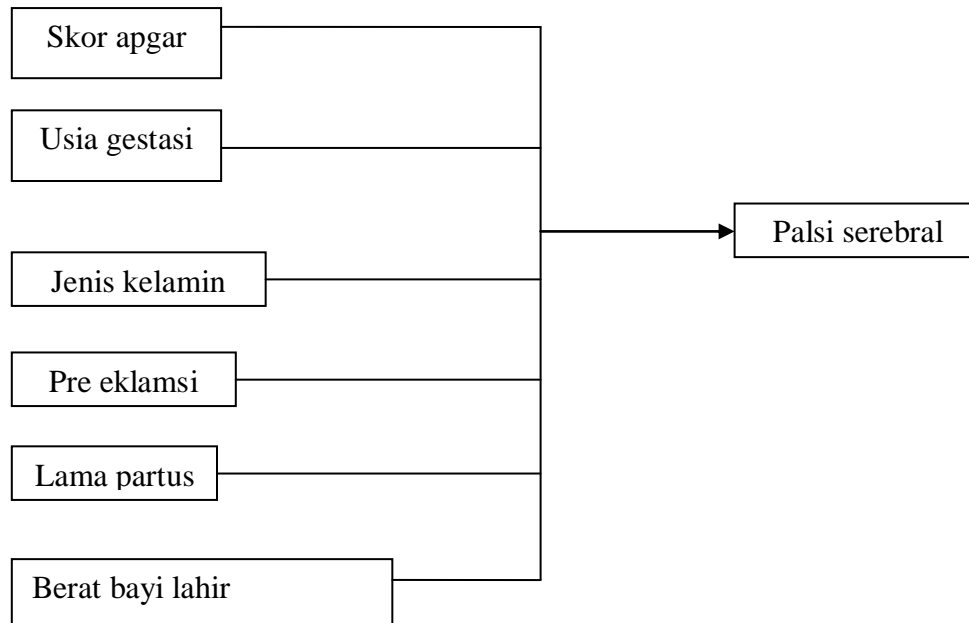 Skor apgar
Usia gestasi
Palsi serebral
Jenis kelamin
Pre eklamsi
Lama partus
Berat bayi lahir